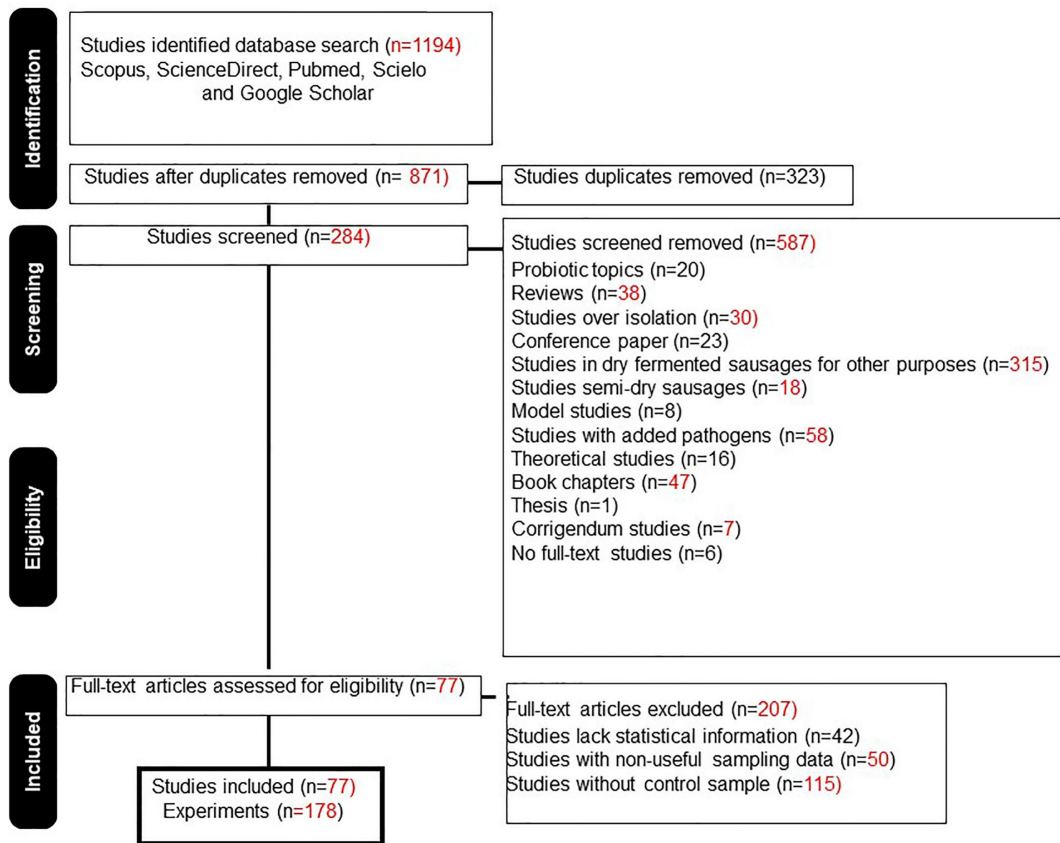 Identification
Studies identified database search (n=1194)
Scopus, ScienceDirect, Pubmed, Scielo
and Google Scholar
Studies after duplicates removed (n= 871)
Studies duplicates removed (n=323)
Screening
Studies screened (n=284)
Studies screened removed (n=587)
Probiotic topics (n=20)
Reviews (n=38)
Studies over isolation (n=30)
Conference paper (n=23)
Studies in dry fermented sausages for other purposes (n=315)
Studies semi-dry sausages (n=18)
Model studies (n=8)
Studies with added pathogens (n=58)
Theoretical studies (n=16)
Book chapters (n=47)
Thesis (n=1)
Corrigendum studies (n=7)
No full-text studies (n=6)
Eligibility
Included
Full-text articles assessed for eligibility (n=77)
Full-text articles excluded (n=207)
Studies lack statistical information (n=42)
Studies with non-useful sampling data (n=50)
Studies without control sample (n=115)
Studies included (n=77)
Experiments (n=178)